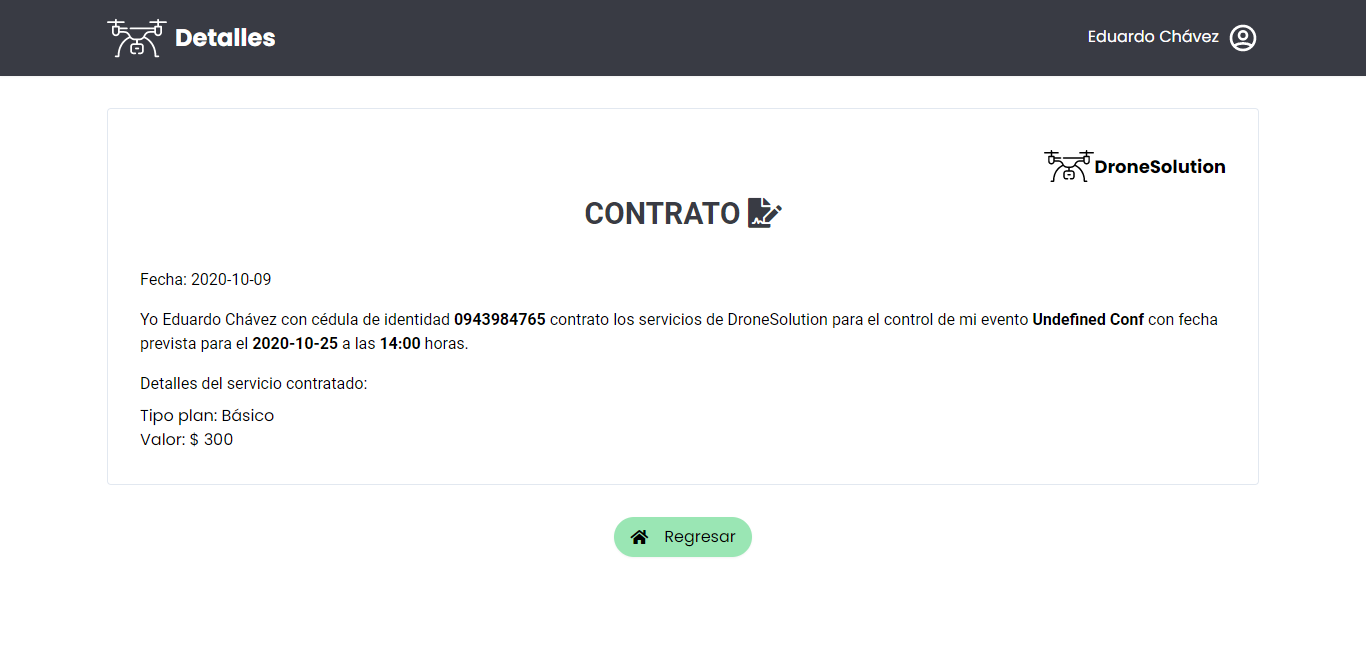 Detalles
Eduardo Chávez
DroneSolution
CONTRATO
Fecha: 2020-10-09
Yo Eduardo Chávez con cédula de identidad 0943984765 contrato los servicios de DroneSolution para el control de mi evento Undefined Conf con fecha
prevista para el 2020-10-25 a las 14:00 horas.
Detalles del servicio contratado:
Tipo plan: Básico
Valor: $ 300
Regresar